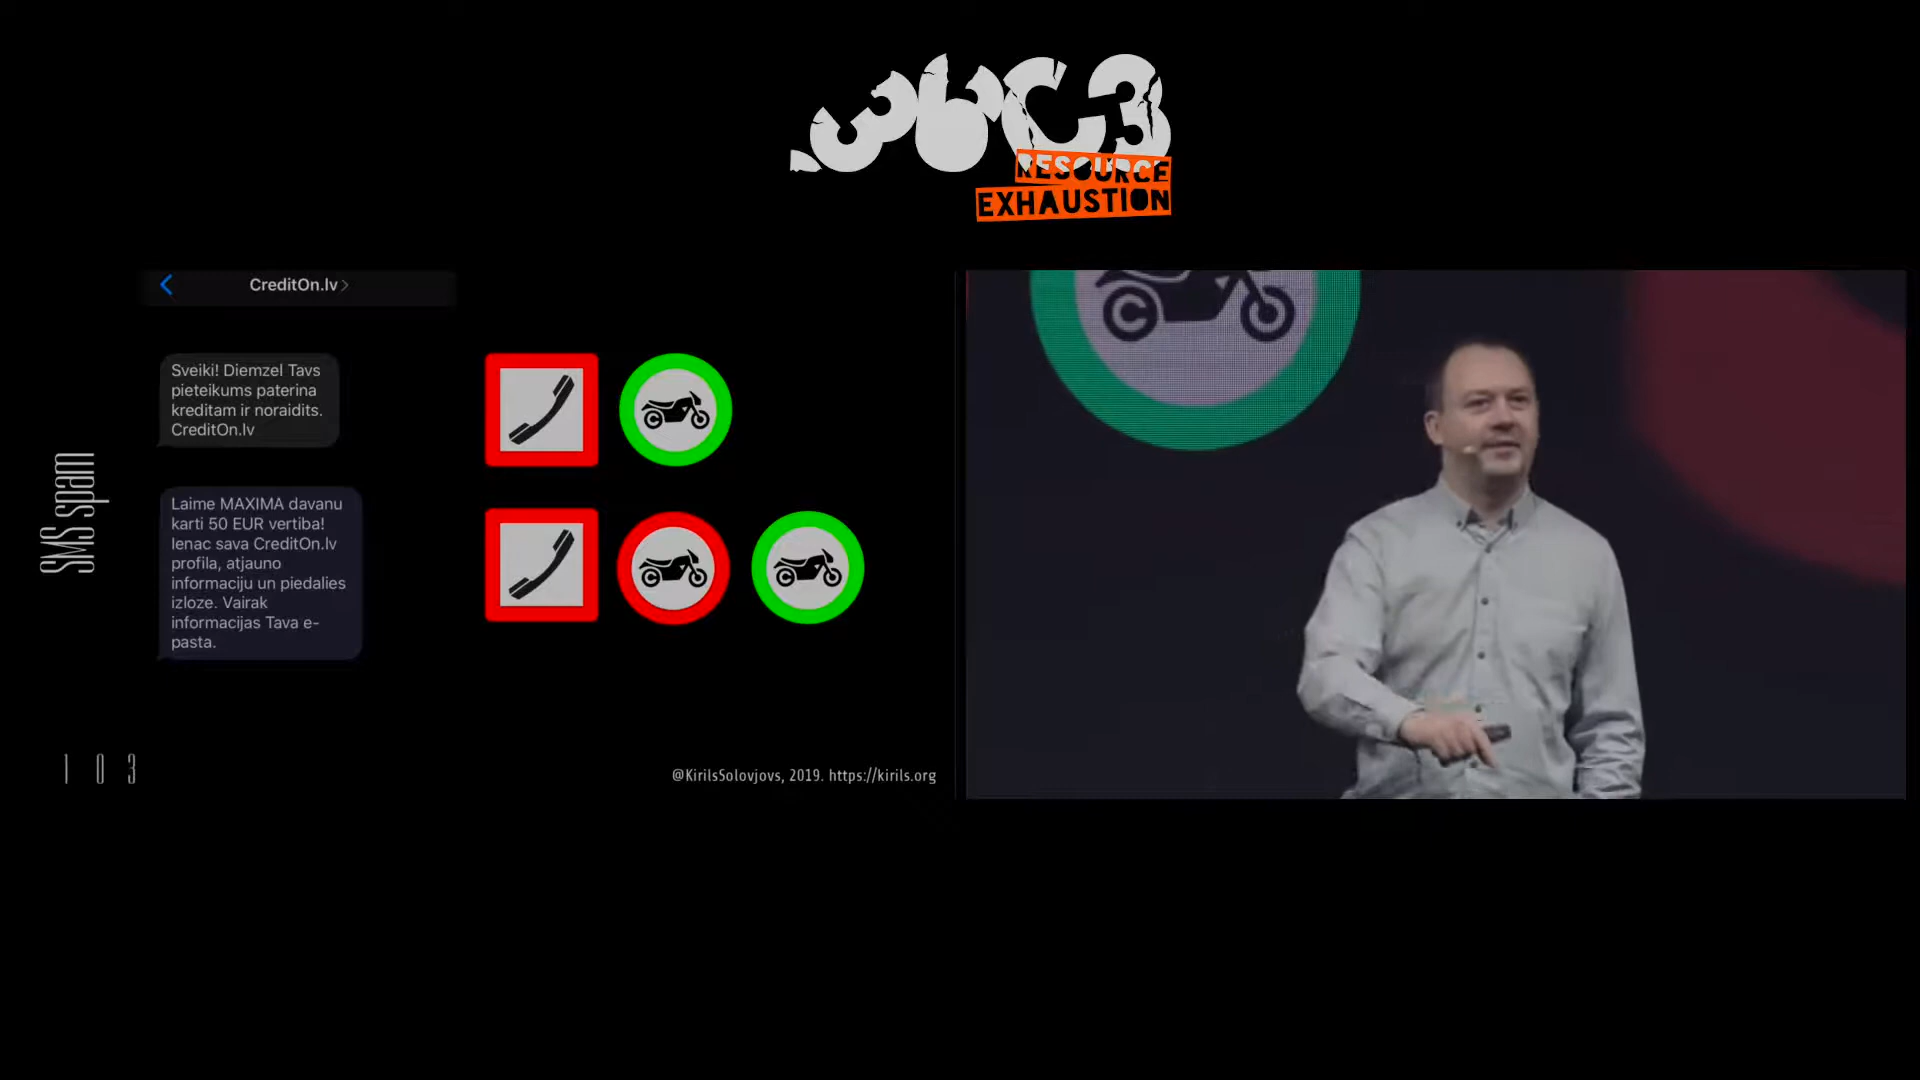 36C3
RESOURCE
EXHAUSTION
CreditOn.lv
Sveiki! Diemzel Tavs
pieteikums paterina
kreditam ir noraidits.
CreditOn.lv
SMS spam
Laime MAXIMA davanu
karti 50 EUR vertiba!
Ienac sava CreditOn.lv
profila, atjauno
informaciju un piedalies
izloze. Vairak
informacijas Tava e-
pasta.
103
@KirilsSolovjovs, 2019. https://kirils.org